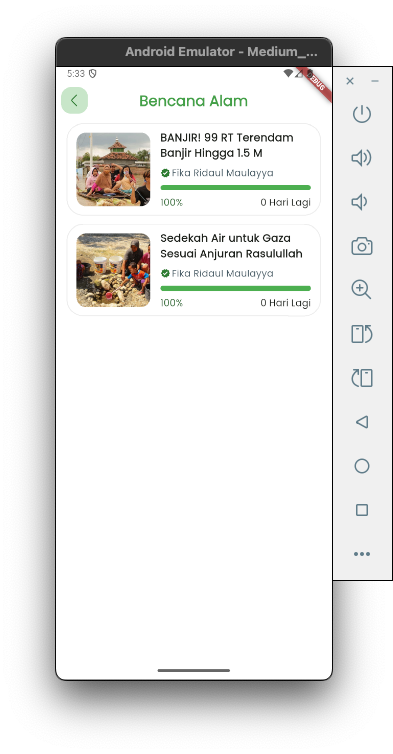 Android Emulator - Medium_...
5:33
DEBUG
Bencana Alam
BANJIR! 99 RT Terendam
Banjir Hingga 1.5 M
Fika Ridaul Maulayya
100%
0 Hari Lagi
Sedekah Air untuk Gaza
Sesuai Anjuran Rasulullah
Fika Ridaul Maulayya
100%
0 Hari Lagi